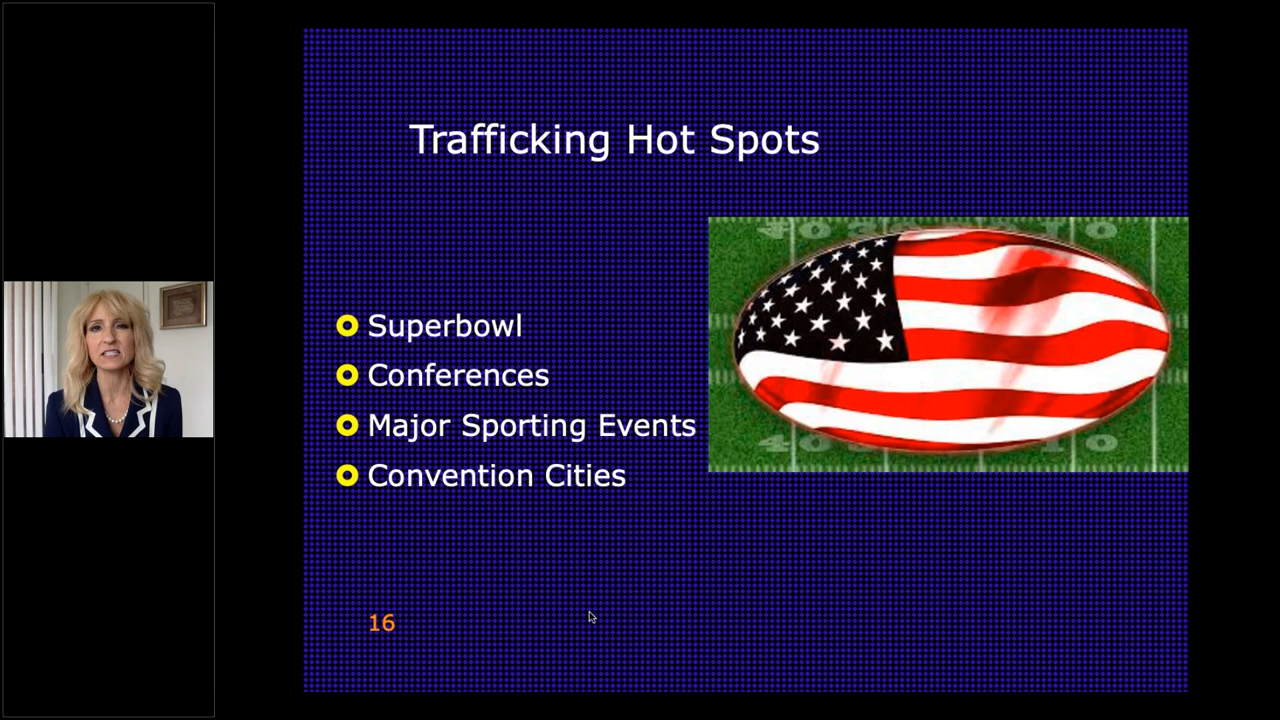 Trafficking Hot Spots
Superbowl
Conferences
Major Sporting Events
Convention Cities
16